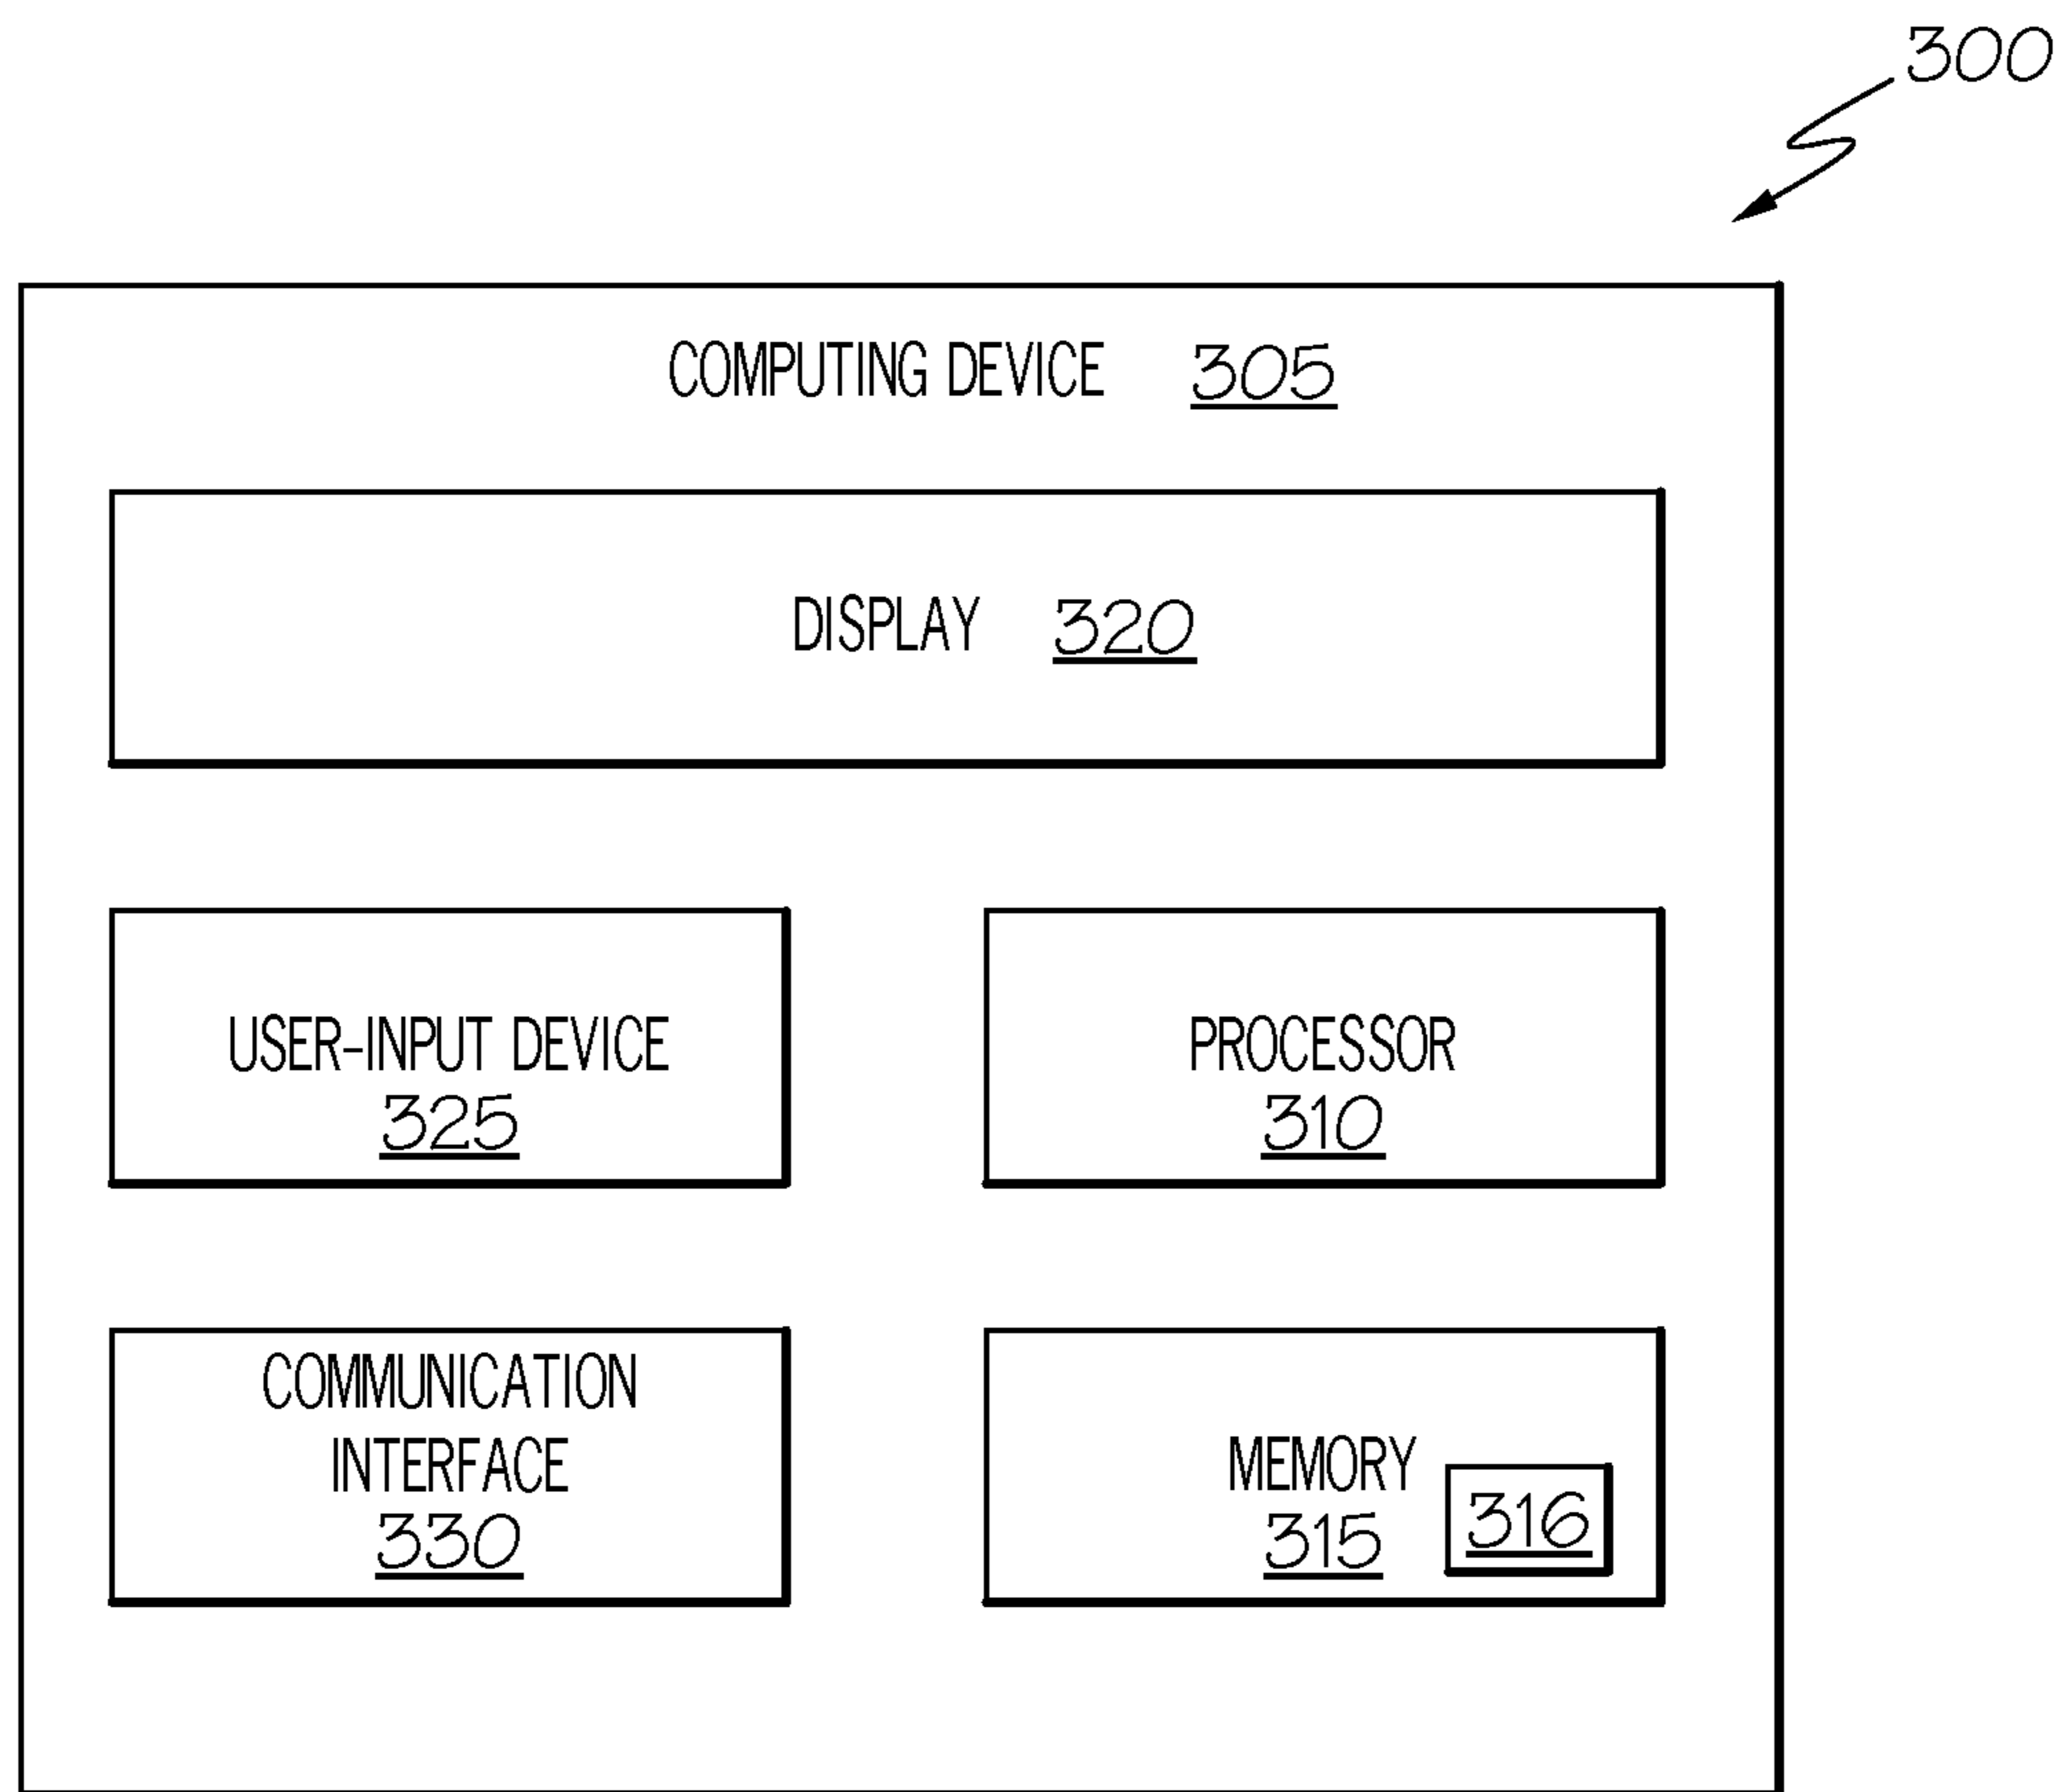 300
COMPUTING DEVICE 305
DISPLAY 320
USER-INPUT DEVICE
325
PROCESSOR
310
COMMUNICATION
INTERFACE
330
MEMORY
315
316